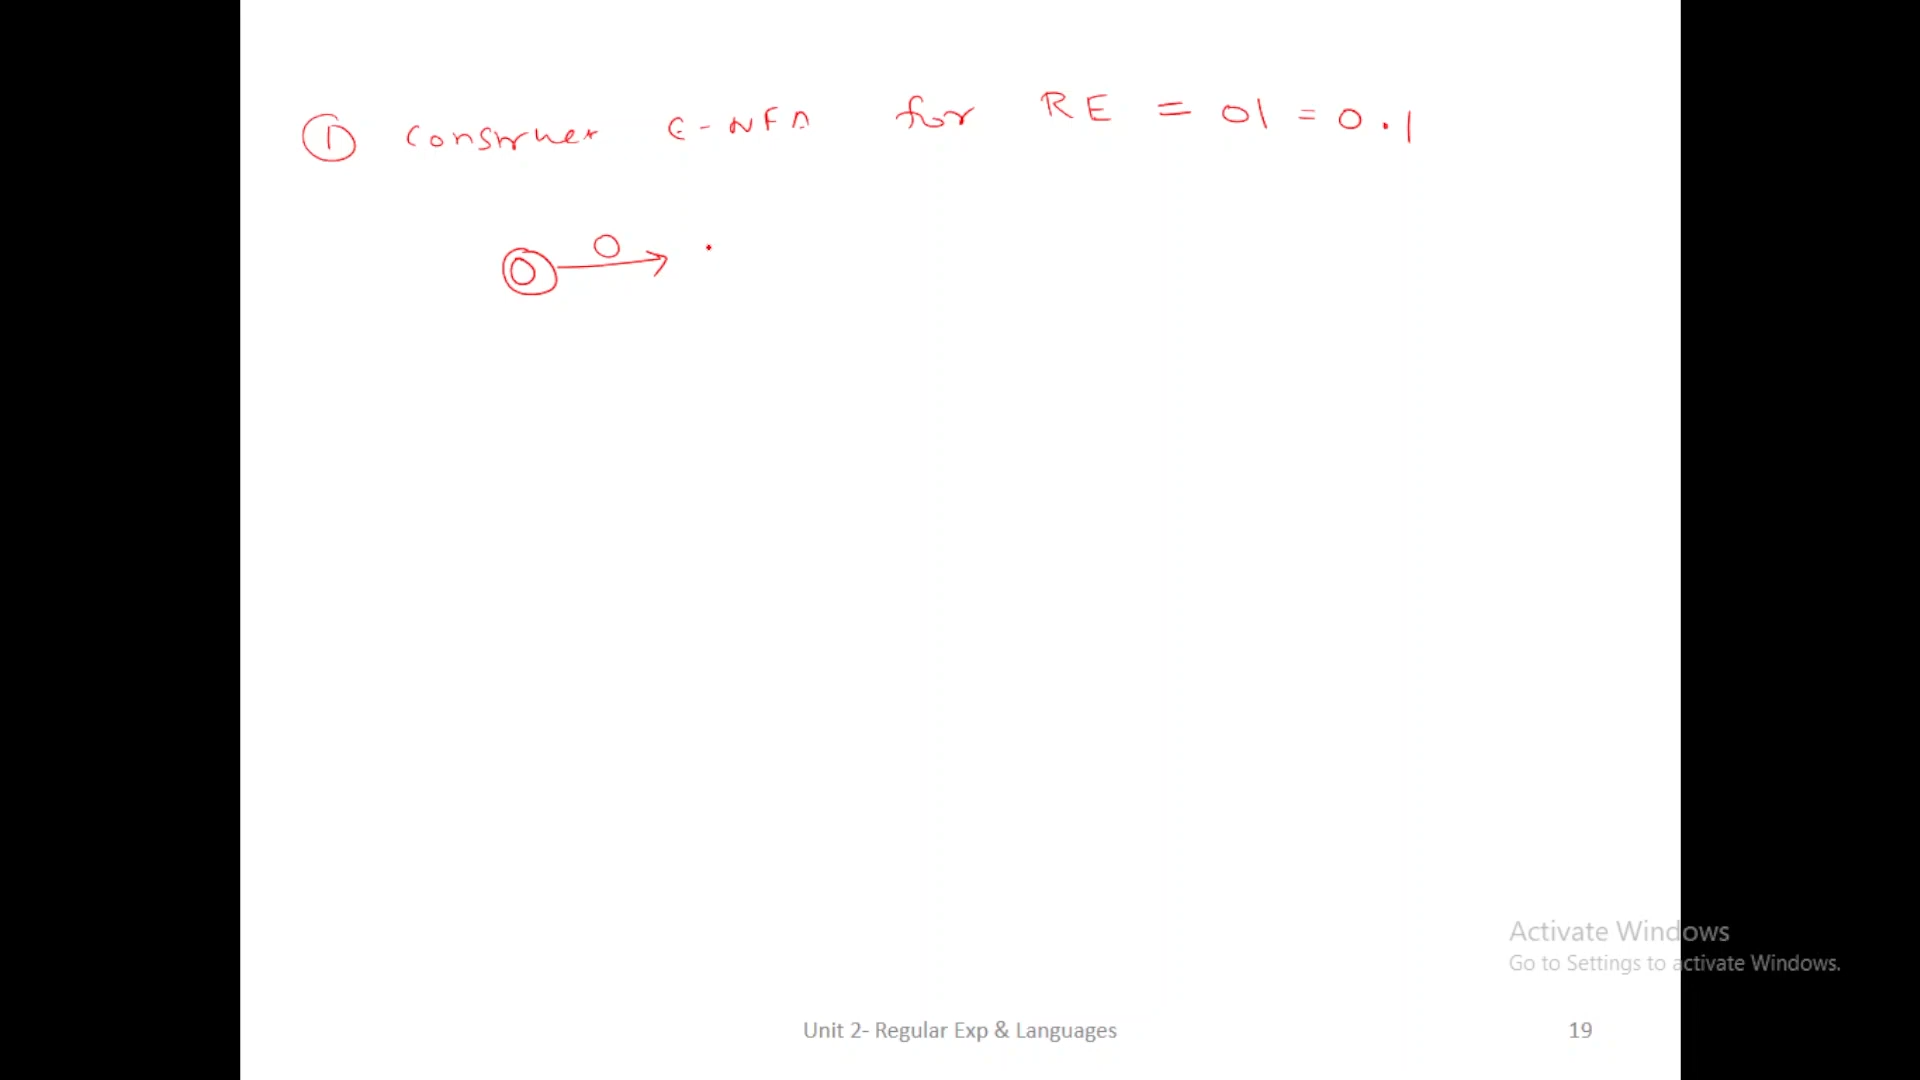 ① Construct ε-NFA for RE = 01 = 0.1
0 0
Activate Windows
Go to Settings to activate Windows.
Unit 2- Regular Exp & Languages 19